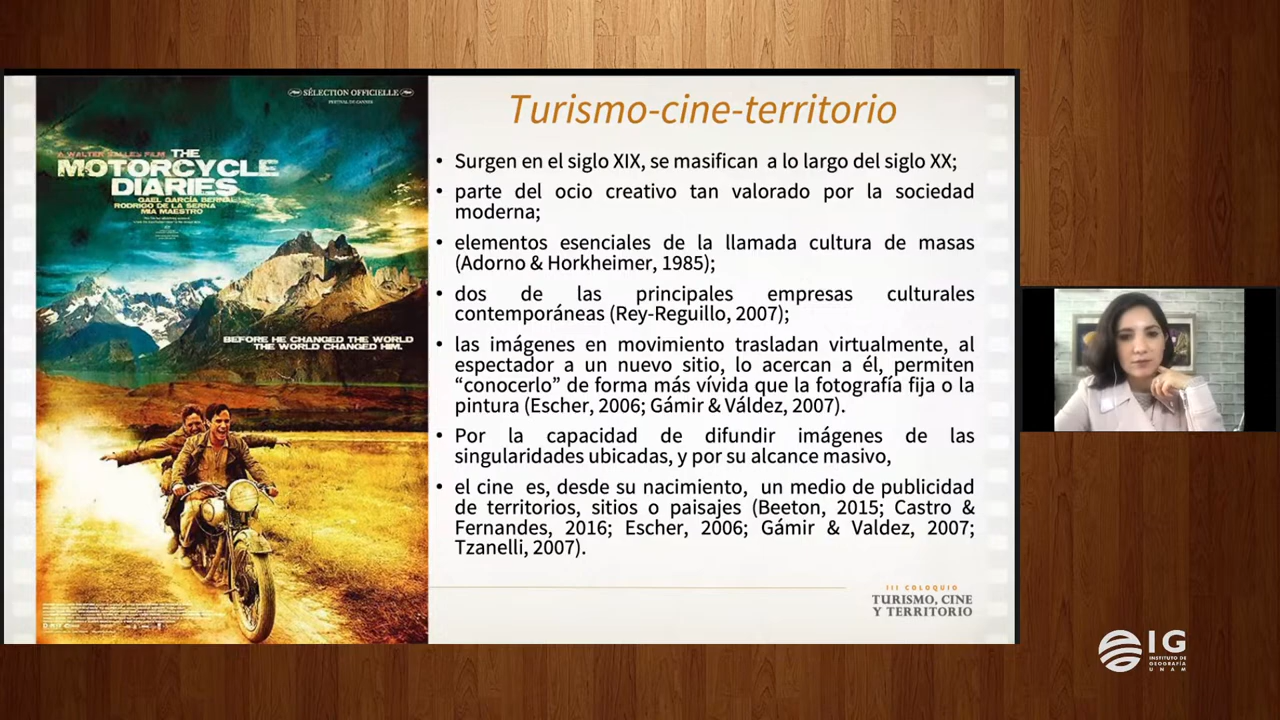 SÉLECTION OFFICIELLE
FESTIVAL DE CANNES
A WALTER SALLES FILM THE
MOTORCYCLE
DIARIES
GAEL GARCÍA BERNAL
RODRIGO DE LA SERNA
MIA MAESTRO
BEFORE HE CHANGED THE WORLD
THE WORLD CHANGED HIM.
Turismo-cine-territorio
• Surgen en el siglo XIX, se masifican a lo largo del siglo XX;
• parte del ocio creativo tan valorado por la sociedad
moderna;
• elementos esenciales de la llamada cultura de masas
(Adorno & Horkheimer, 1985);
• dos de las principales empresas culturales
contemporáneas (Rey-Reguillo, 2007);
• las imágenes en movimiento trasladan virtualmente, al
espectador a un nuevo sitio, lo acercan a él, permiten
“conocerlo” de forma más vívida que la fotografía fija o la
pintura (Escher, 2006; Gámir & Váldez, 2007).
• Por la capacidad de difundir imágenes de las
singularidades ubicadas, y por su alcance masivo,
• el cine es, desde su nacimiento, un medio de publicidad
de territorios, sitios o paisajes (Beeton, 2015; Castro &
Fernandes, 2016; Escher, 2006; Gámir & Valdez, 2007;
Tzanelli, 2007).
III COLOQUIO
TURISMO, CINE
Y TERRITORIO
IG
INSTITUTO DE
GEOGRAFÍA
UNAM